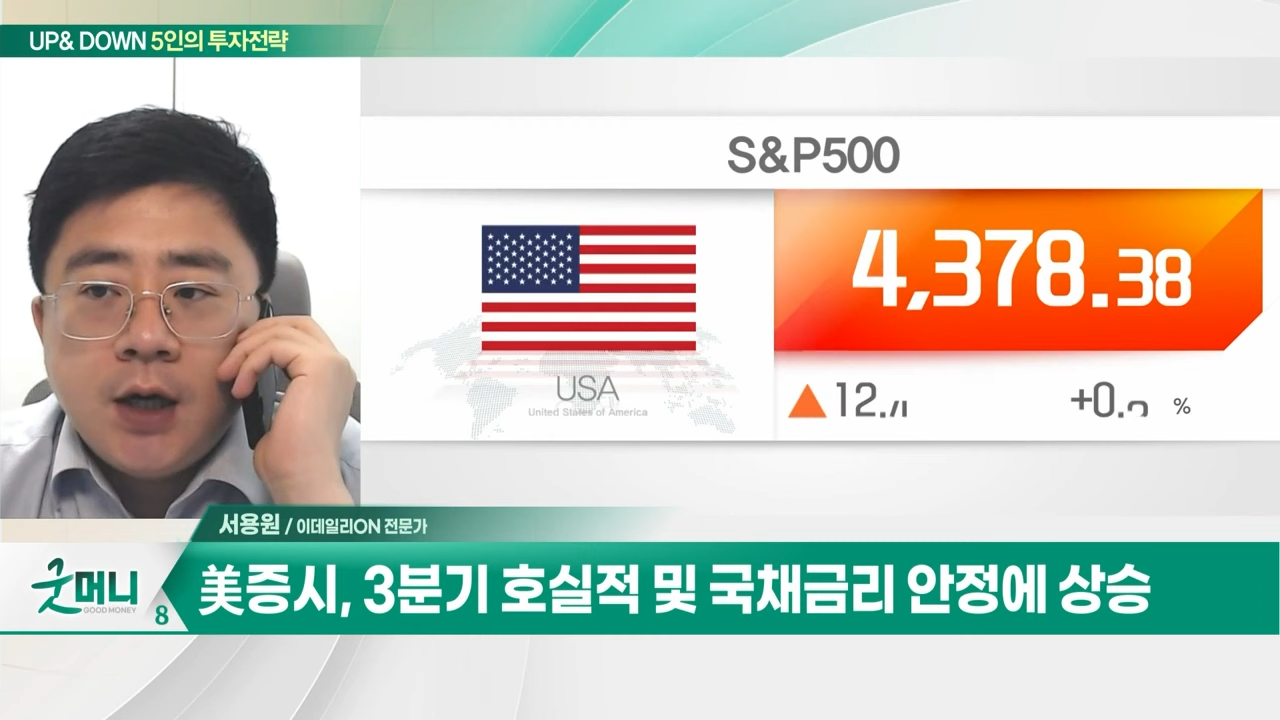 UP& DOWN 5인의 투자전략
S&P500
4,378.38
USA
United States of America
▲ 12. +0. %
서용원 / 이데일리ON 전문가
굿머니
GOOD MONEY
8
美증시, 3분기 호실적 및 국채금리 안정에 상승